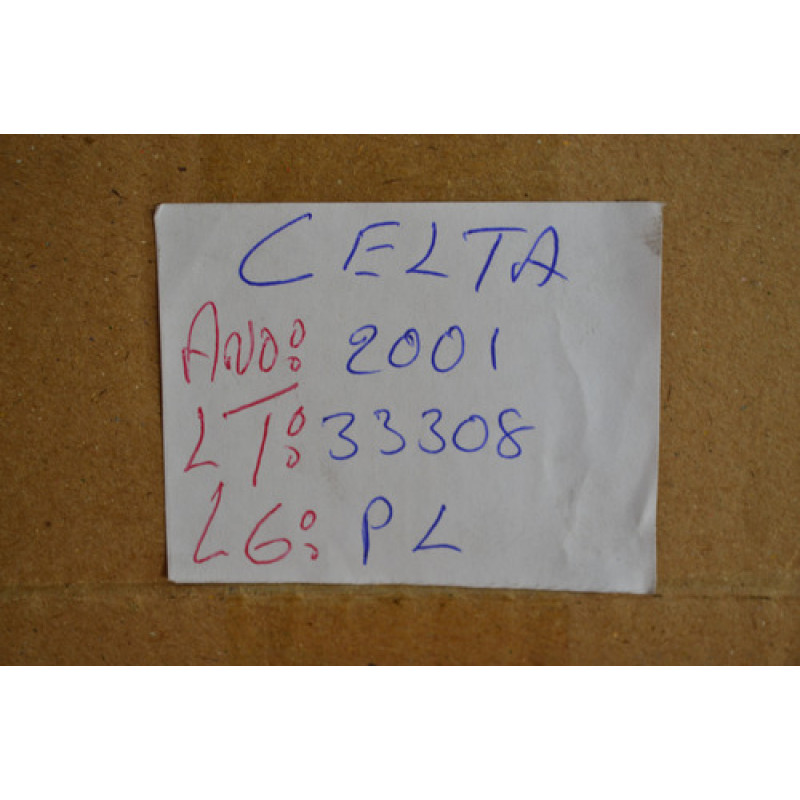 CELTA
ANO: 2001
LT: 33308
LG: PL